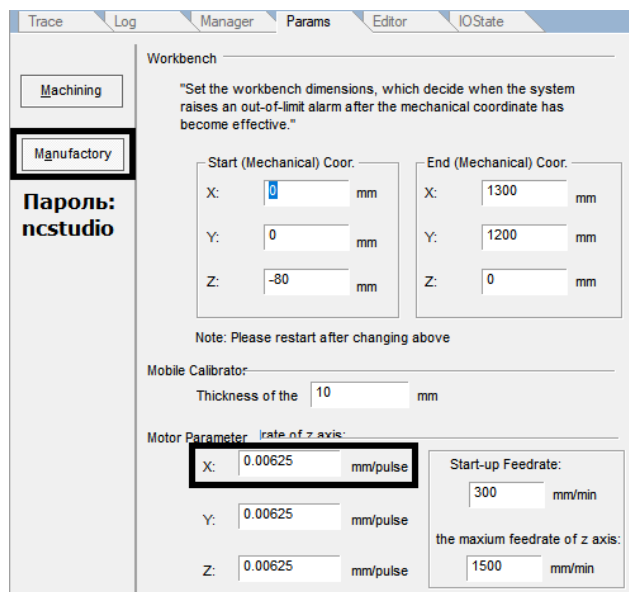 Trace Log Manager Params Editor IOState
Machining
Manufactory
Пароль:
ncstudio
Workbench
"Set the workbench dimensions, which decide when the system
raises an out-of-limit alarm after the mechanical coordinate has
become effective."
Start (Mechanical) Coor.
X: 0 mm
Y: 0 mm
Z: -80 mm
End (Mechanical) Coor.
X: 1300 mm
Y: 1200 mm
Z: 0 mm
Note: Please restart after changing above
Mobile Calibrator
Thickness of the 10 mm
Motor Parameter rate of z axis:
X: 0.00625 mm/pulse
Y: 0.00625 mm/pulse
Z: 0.00625 mm/pulse
Start-up Feedrate:
300 mm/min
the maxium feedrate of z axis:
1500 mm/min